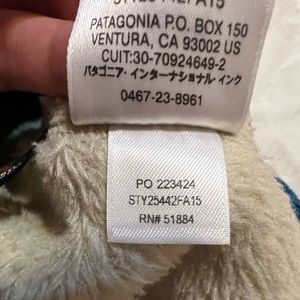 STY25442FA15
PATAGONIA P.O. BOX 150
VENTURA, CA 93002 US
CUIT:30-70924649-2
パタゴニア・インターナショナル・インク
0467-23-8961
PO 223424
STY25442FA15
RN# 51884